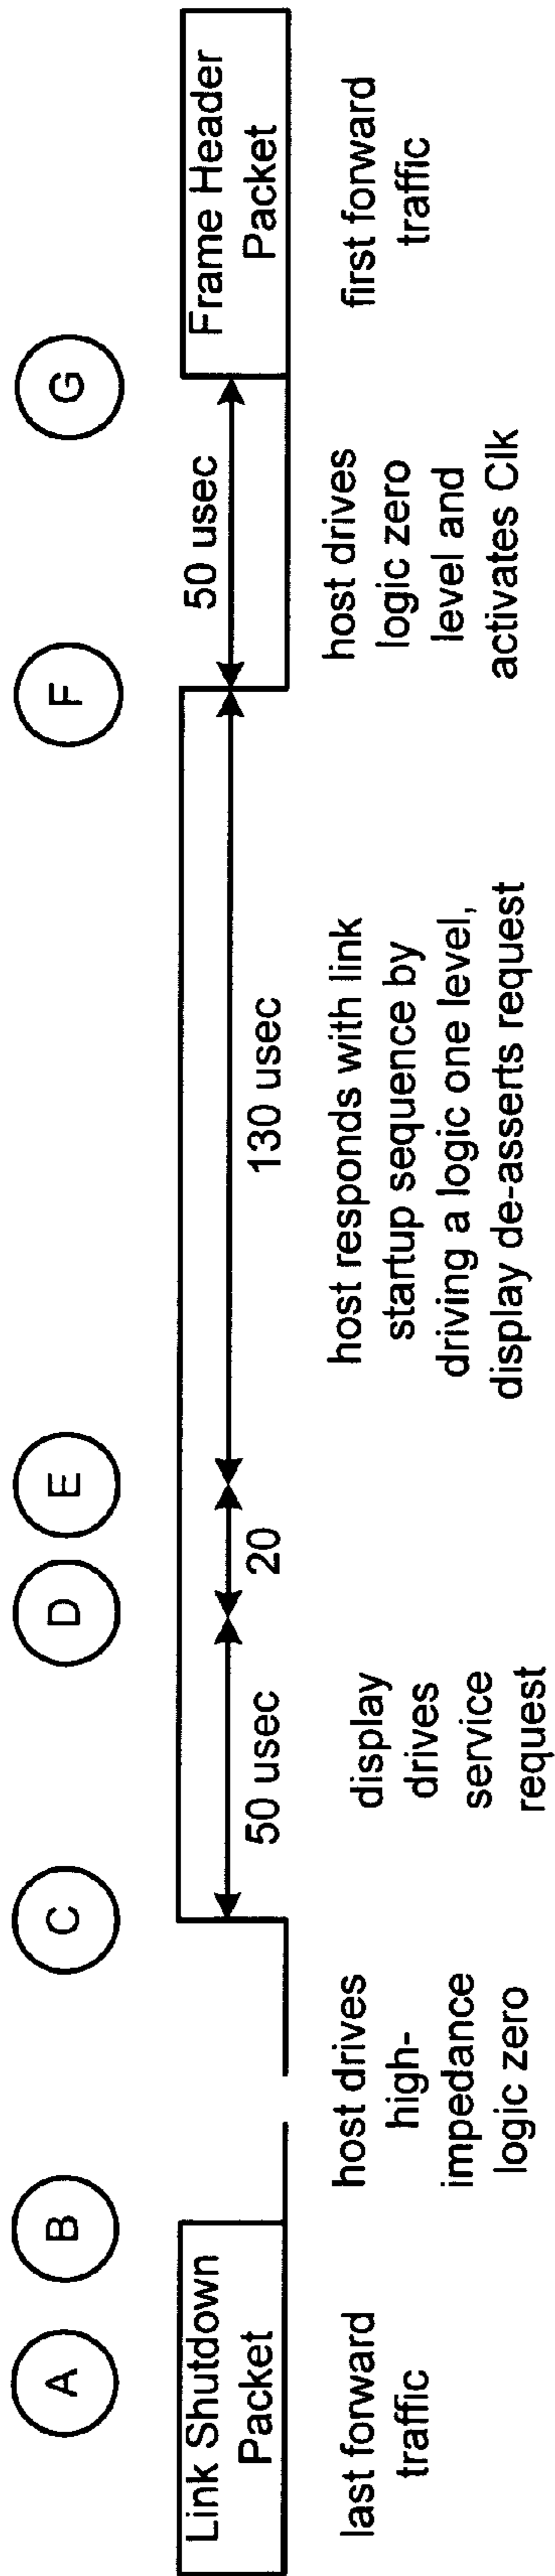 A
B
C
D
E
F
G
Link Shutdown
Packet
50 usec
20
130 usec
50 usec
Frame Header
Packet
last forward
traffic
host drives
high-
impedance
logic zero
display
drives
service
request
host responds with link
startup sequence by
driving a logic one level,
display de-asserts request
host drives
logic zero
level and
activates Clk
first forward
traffic